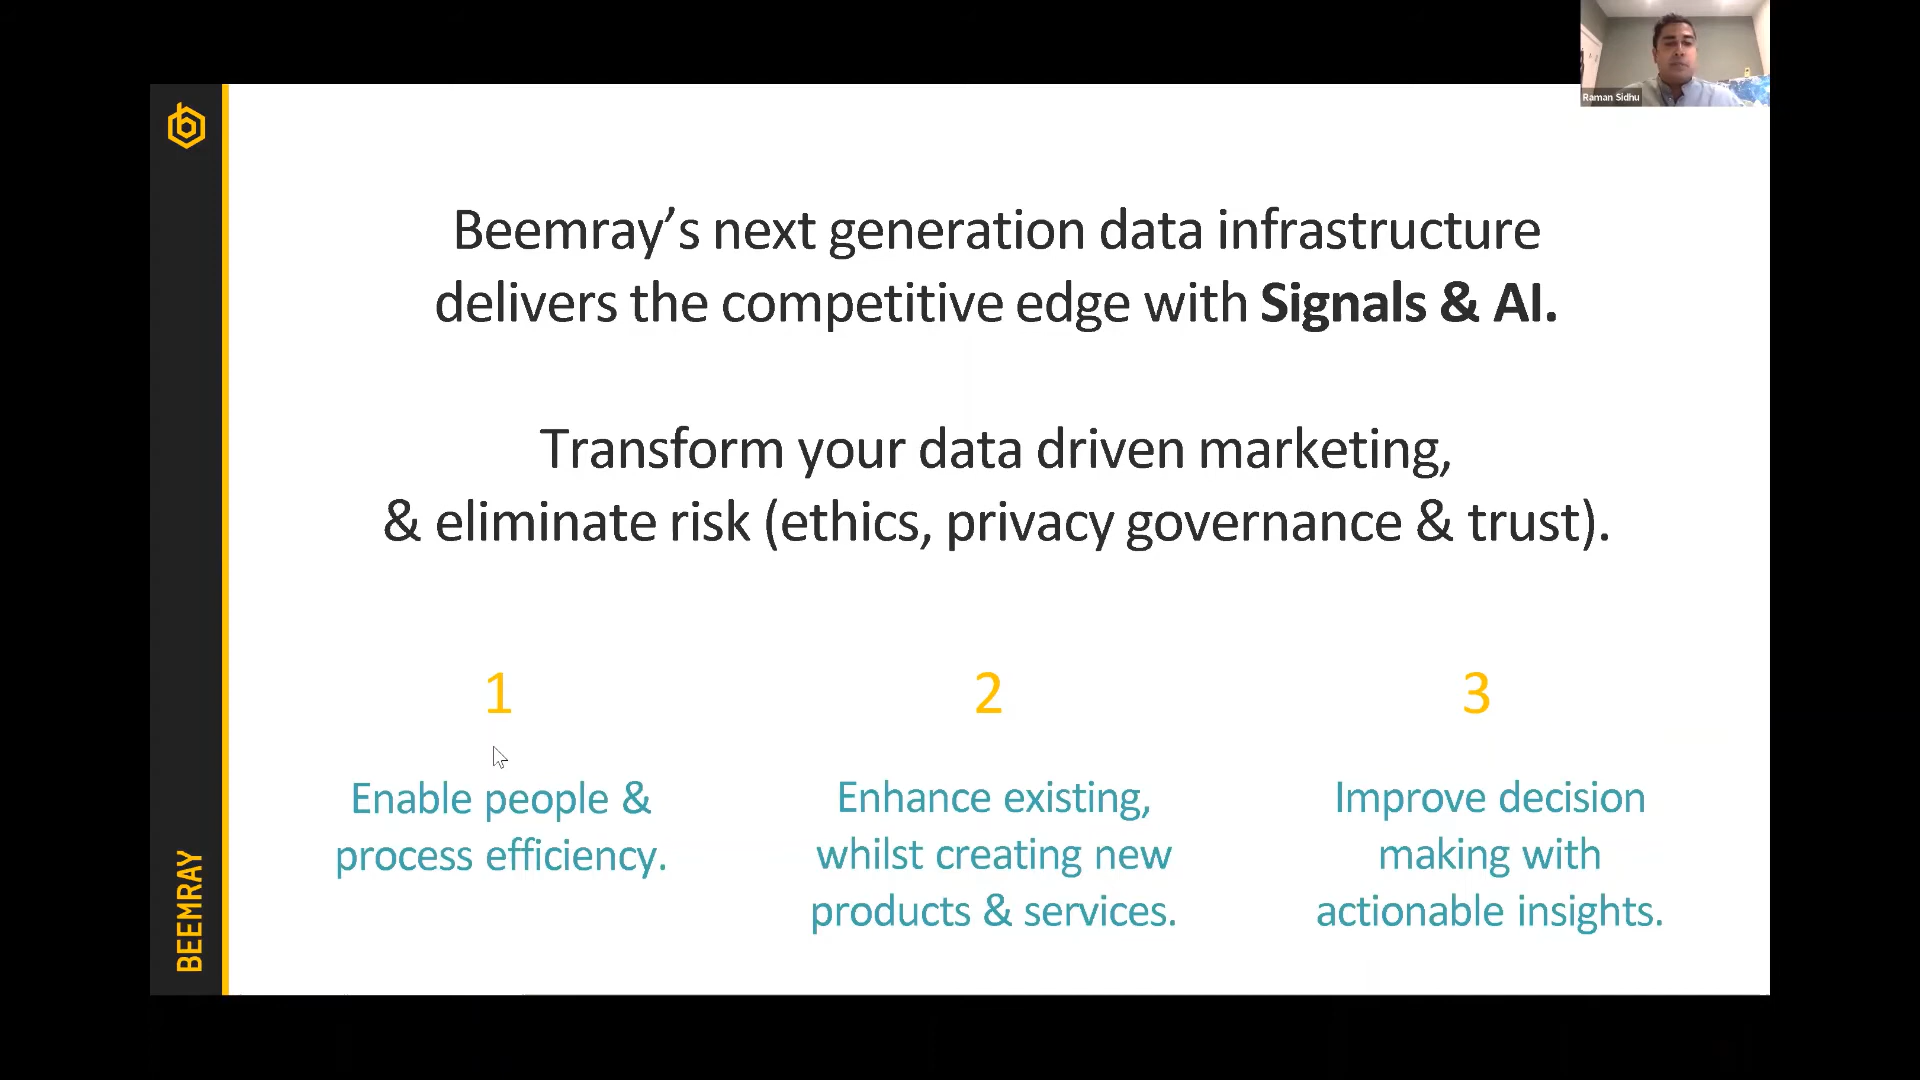 Raman Sidhu
Beemray’s next generation data infrastructure
delivers the competitive edge with Signals & AI.
Transform your data driven marketing,
& eliminate risk (ethics, privacy governance & trust).
1
Enable people &
process efficiency.
2
Enhance existing,
whilst creating new
products & services.
3
Improve decision
making with
actionable insights.
BEEMRAY